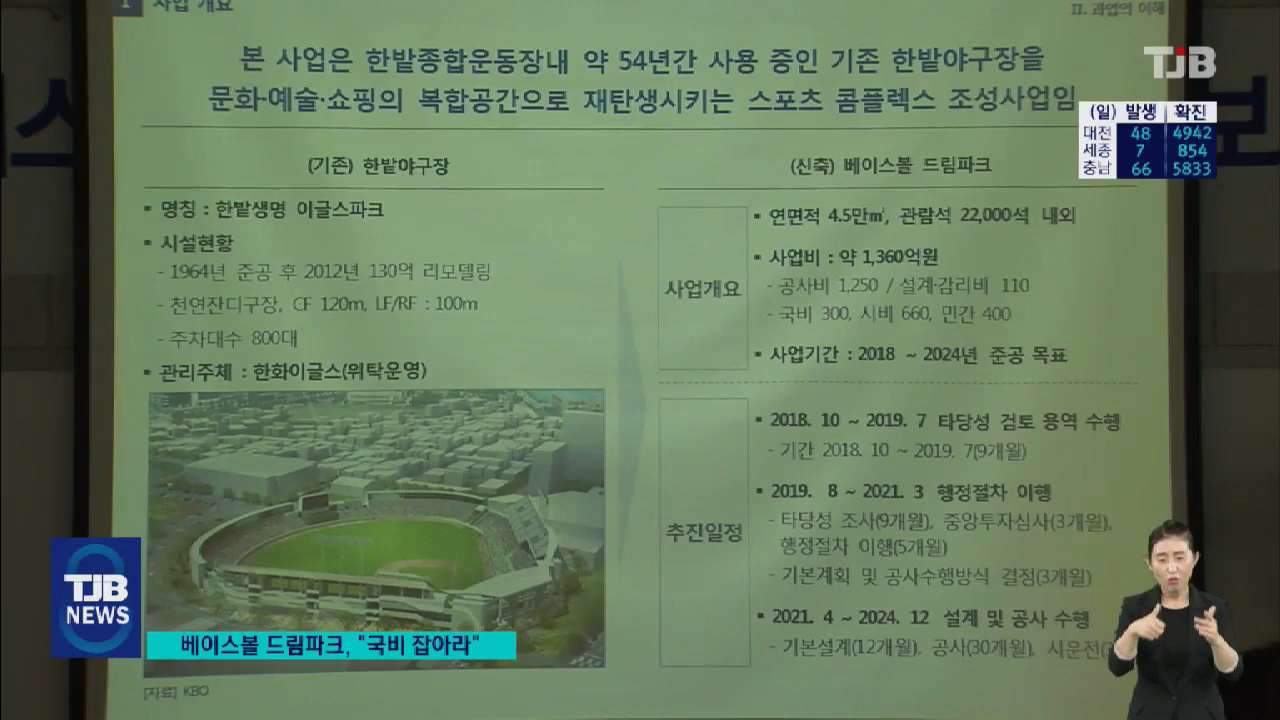 1 사업 개요
II. 과업의 이해
본 사업은 한밭종합운동장내 약 54년간 사용 중인 기존 한밭야구장을
문화·예술·쇼핑의 복합공간으로 재탄생시키는 스포츠 콤플렉스 조성사업임
TJB
(일) 발생 확진
대전 48 4942
세종 7 854
충남 66 5833
(기존) 한밭야구장
▪ 명칭 : 한밭생명 이글스파크
▪ 시설현황
- 1964년 준공 후 2012년 130억 리모델링
- 천연잔디구장, CF 120m, LF/RF : 100m
- 주차대수 800대
▪ 관리주체 : 한화이글스(위탁운영)
[자료] KBO
(신축) 베이스볼 드림파크
사업개요
▪ 연면적 4.5만㎡, 관람석 22,000석 내외
▪ 사업비 : 약 1,360억원
- 공사비 1,250 / 설계·감리비 110
- 국비 300, 시비 660, 민간 400
▪ 사업기간 : 2018 ~ 2024년 준공 목표
추진일정
▪ 2018. 10 ~ 2019. 7 타당성 검토 용역 수행
- 기간 2018. 10 ~ 2019. 7(9개월)
▪ 2019. 8 ~ 2021. 3 행정절차 이행
- 타당성 조사(9개월), 중앙투자심사(3개월),
행정절차 이행(5개월)
- 기본계획 및 공사수행방식 결정(3개월)
▪ 2021. 4 ~ 2024. 12 설계 및 공사 수행
- 기본설계(12개월), 공사(30개월), 시운전(
8
TJB
NEWS
베이스볼 드림파크, "국비 잡아라"